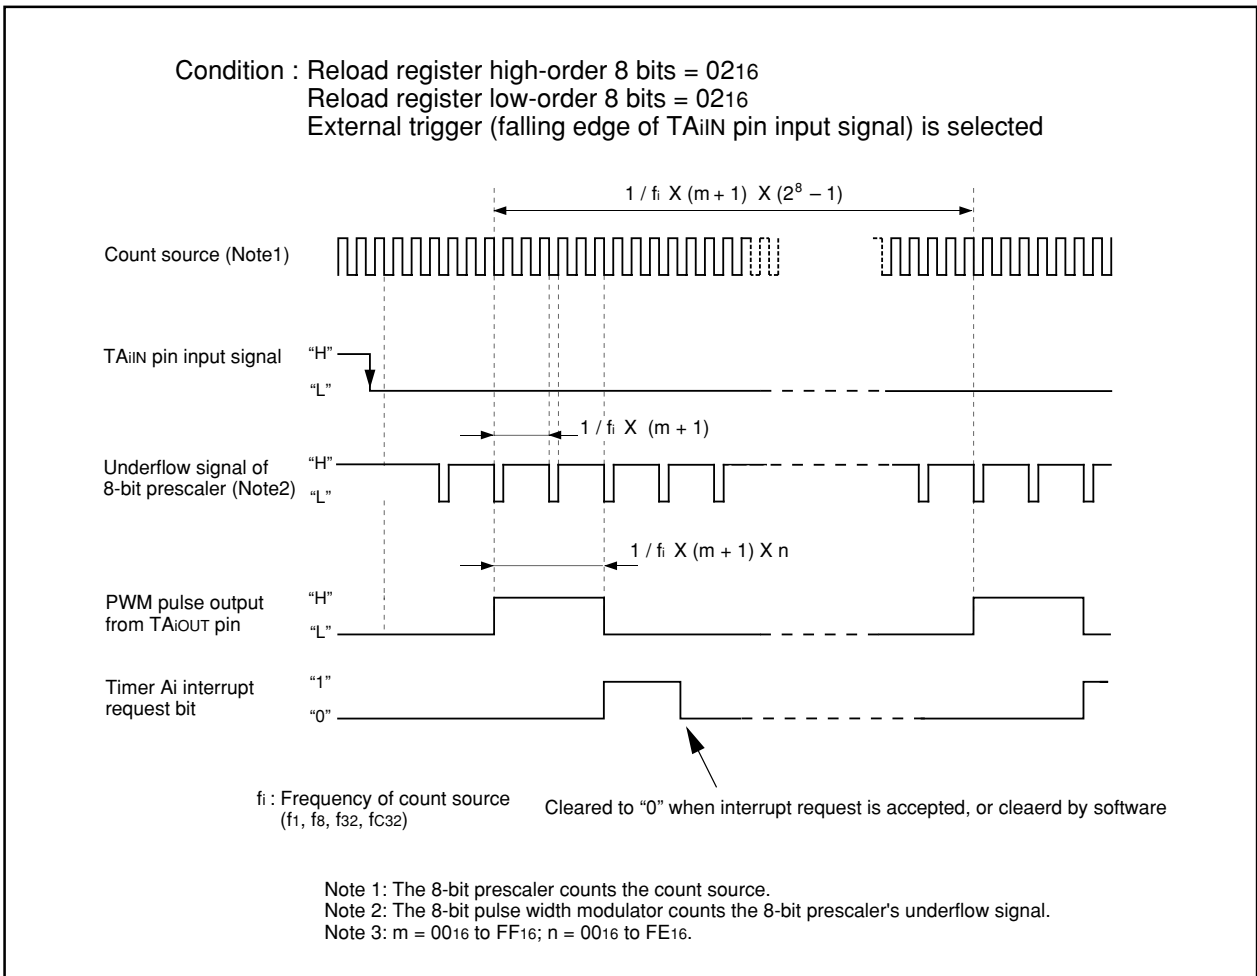 Condition : Reload register high-order 8 bits = 0216
Reload register low-order 8 bits = 0216
External trigger (falling edge of TAiIN pin input signal) is selected
1 / fi X (m + 1) X (2⁸ – 1)
Count source (Note1)
TAiIN pin input signal
“H”
“L”
1 / fi X (m + 1)
Underflow signal of
8-bit prescaler (Note2)
“H”
“L”
1 / fi X (m + 1) X n
PWM pulse output
from TAiOUT pin
“H”
“L”
Timer Ai interrupt
request bit
“1”
“0”
fi : Frequency of count source
(f1, f8, f32, fC32)
Cleared to “0” when interrupt request is accepted, or cleaerd by software
Note 1: The 8-bit prescaler counts the count source.
Note 2: The 8-bit pulse width modulator counts the 8-bit prescaler's underflow signal.
Note 3: m = 0016 to FF16; n = 0016 to FE16.